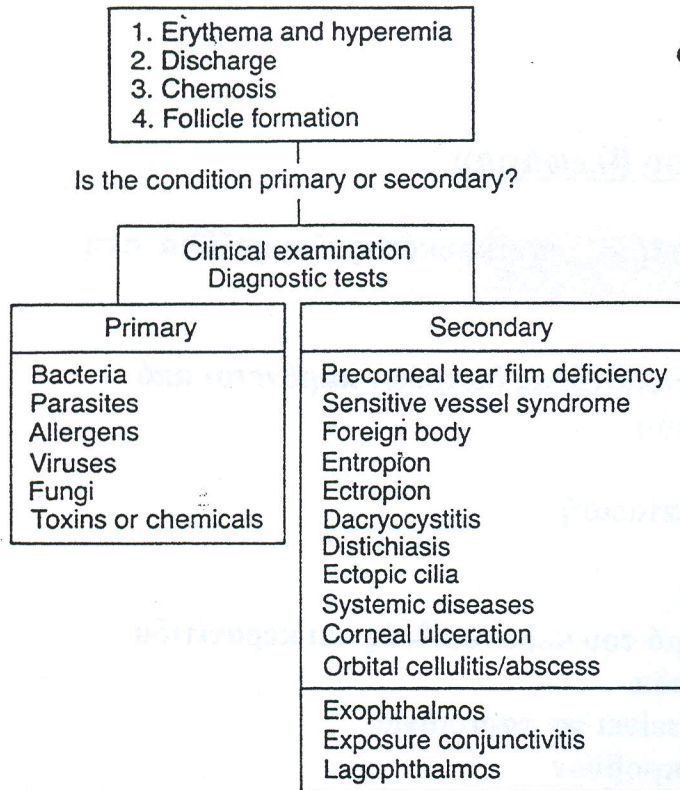 1. Erythema and hyperemia
2. Discharge
3. Chemosis
4. Follicle formation
Is the condition primary or secondary?
Clinical examination
Diagnostic tests
Primary
Bacteria
Parasites
Allergens
Viruses
Fungi
Toxins or chemicals
Secondary
Precorneal tear film deficiency
Sensitive vessel syndrome
Foreign body
Entropion
Ectropion
Dacryocystitis
Distichiasis
Ectopic cilia
Systemic diseases
Corneal ulceration
Orbital cellulitis/abscess
Exophthalmos
Exposure conjunctivitis
Lagophthalmos